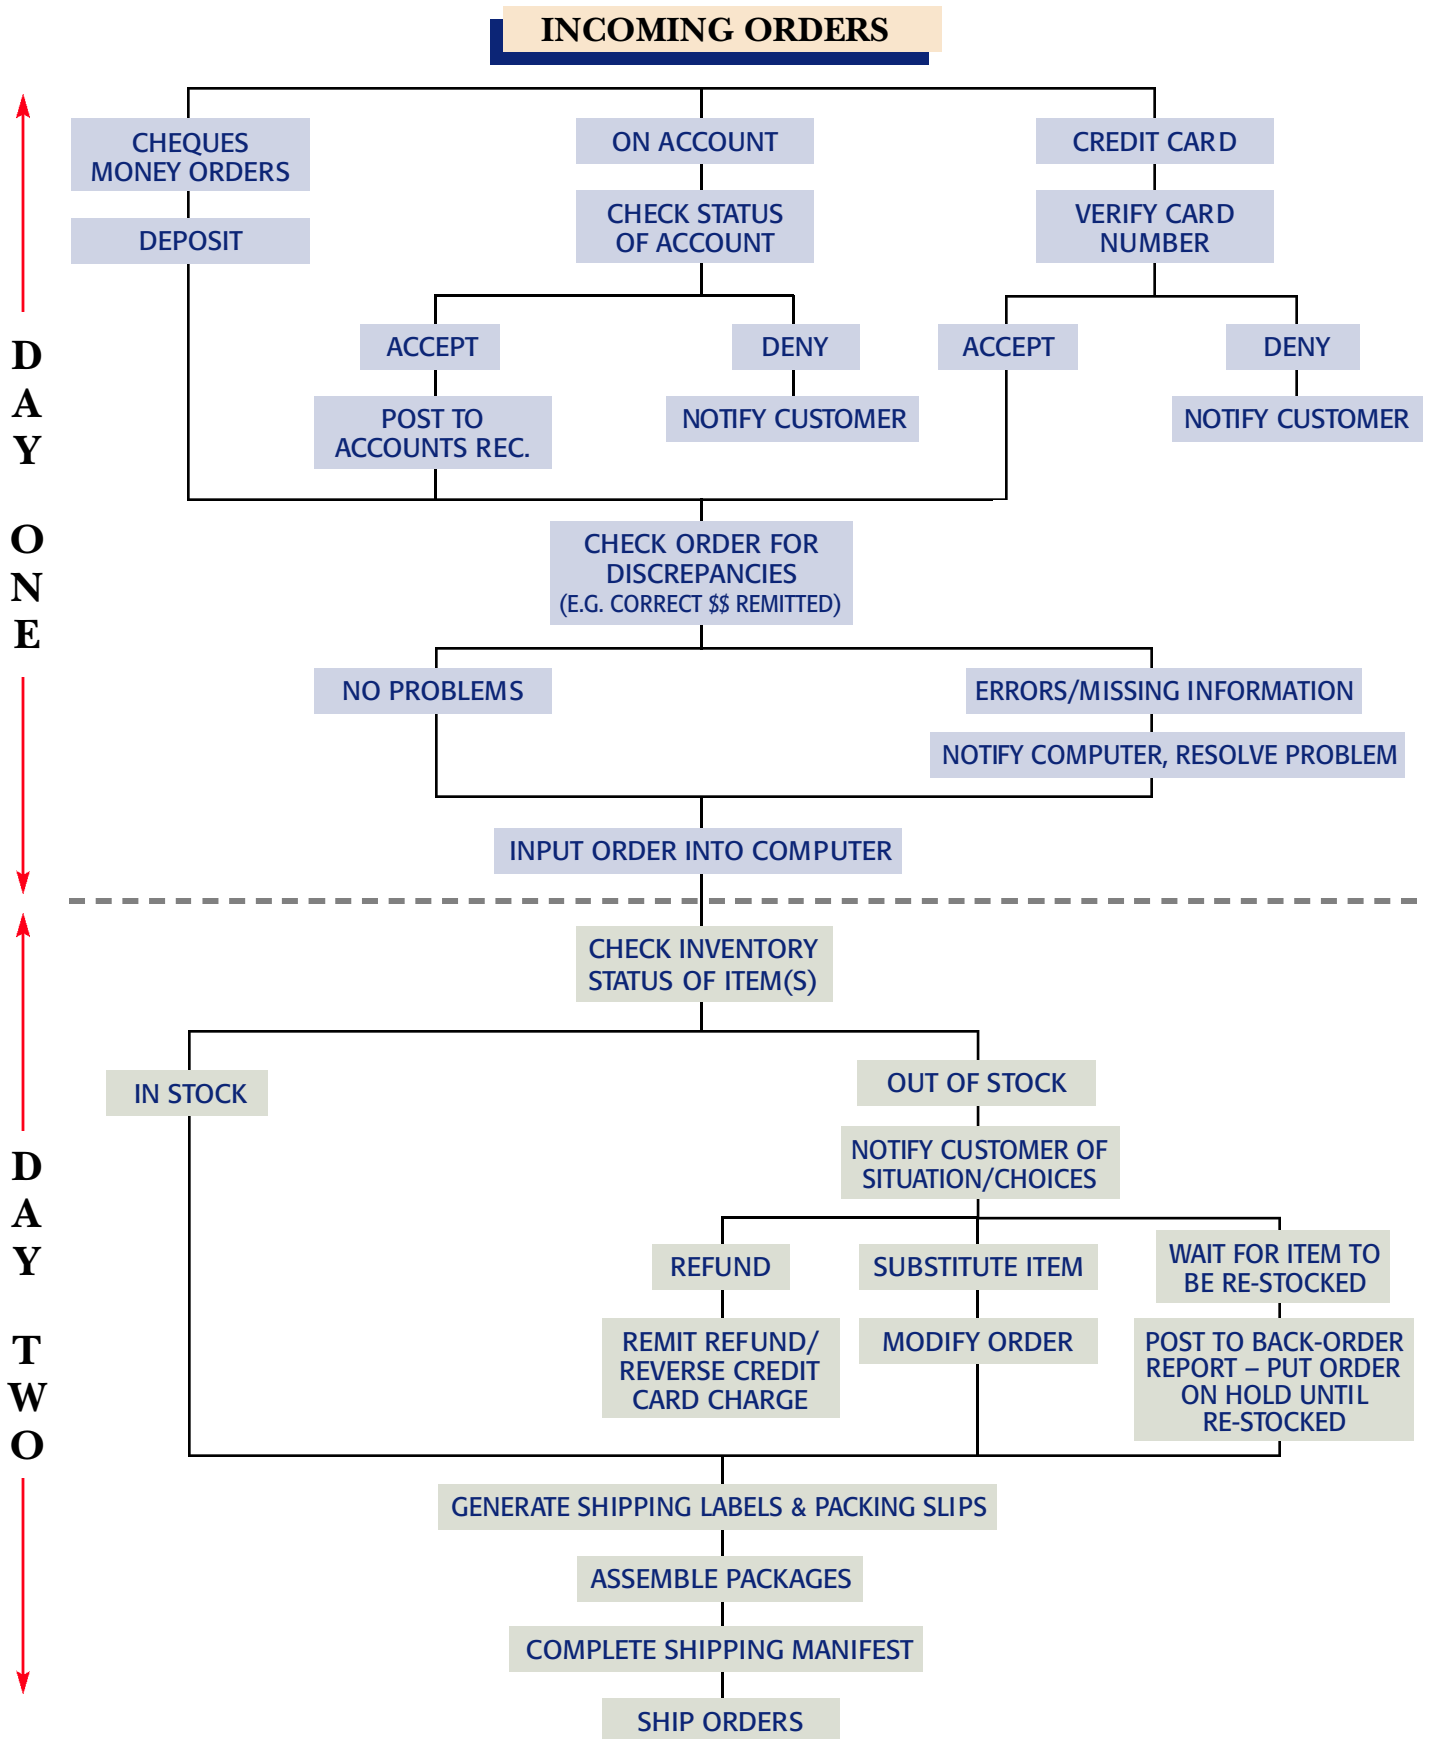 INCOMING ORDERS
CHEQUES
MONEY ORDERS
ON ACCOUNT
CREDIT CARD
DEPOSIT
CHECK STATUS
OF ACCOUNT
VERIFY CARD
NUMBER
ACCEPT
DENY
ACCEPT
DENY
POST TO
ACCOUNTS REC.
NOTIFY CUSTOMER
NOTIFY CUSTOMER
DAY ONE
CHECK ORDER FOR
DISCREPANCIES
(E.G. CORRECT $$ REMITTED)
NO PROBLEMS
ERRORS/MISSING INFORMATION
NOTIFY COMPUTER, RESOLVE PROBLEM
INPUT ORDER INTO COMPUTER
CHECK INVENTORY
STATUS OF ITEM(S)
IN STOCK
OUT OF STOCK
NOTIFY CUSTOMER OF
SITUATION/CHOICES
DAY TWO
REFUND
SUBSTITUTE ITEM
WAIT FOR ITEM TO
BE RE-STOCKED
REMIT REFUND/
REVERSE CREDIT
CARD CHARGE
MODIFY ORDER
POST TO BACK-ORDER
REPORT – PUT ORDER
ON HOLD UNTIL
RE-STOCKED
GENERATE SHIPPING LABELS & PACKING SLIPS
ASSEMBLE PACKAGES
COMPLETE SHIPPING MANIFEST
SHIP ORDERS